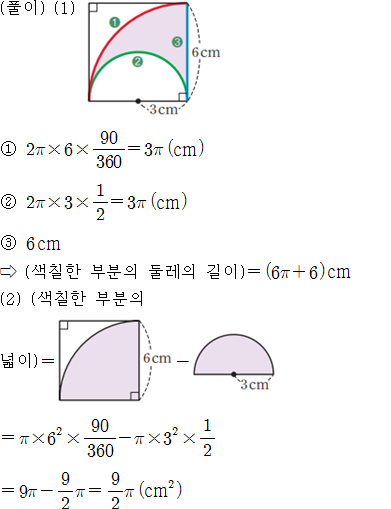 (풀이) (1)
❶
❸
6cm
❷
3cm
① 2π×6×90/360=3π(cm)
② 2π×3×1/2=3π(cm)
③ 6cm
⇨ (색칠한 부분의 둘레의 길이)=(6π+6)cm
(2) (색칠한 부분의
넓이)= 6cm - 3cm
=π×6²×90/360-π×3²×1/2
=9π-9/2π=9/2π(cm²)